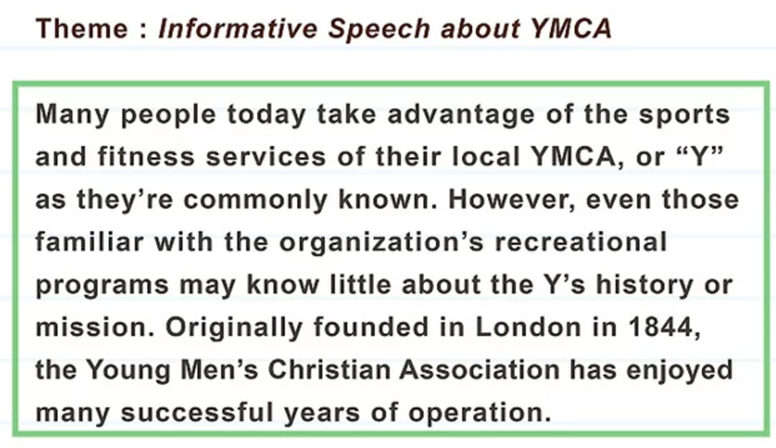 Theme : Informative Speech about YMCA
Many people today take advantage of the sports
and fitness services of their local YMCA, or “Y”
as they’re commonly known. However, even those
familiar with the organization’s recreational
programs may know little about the Y’s history or
mission. Originally founded in London in 1844,
the Young Men’s Christian Association has enjoyed
many successful years of operation.